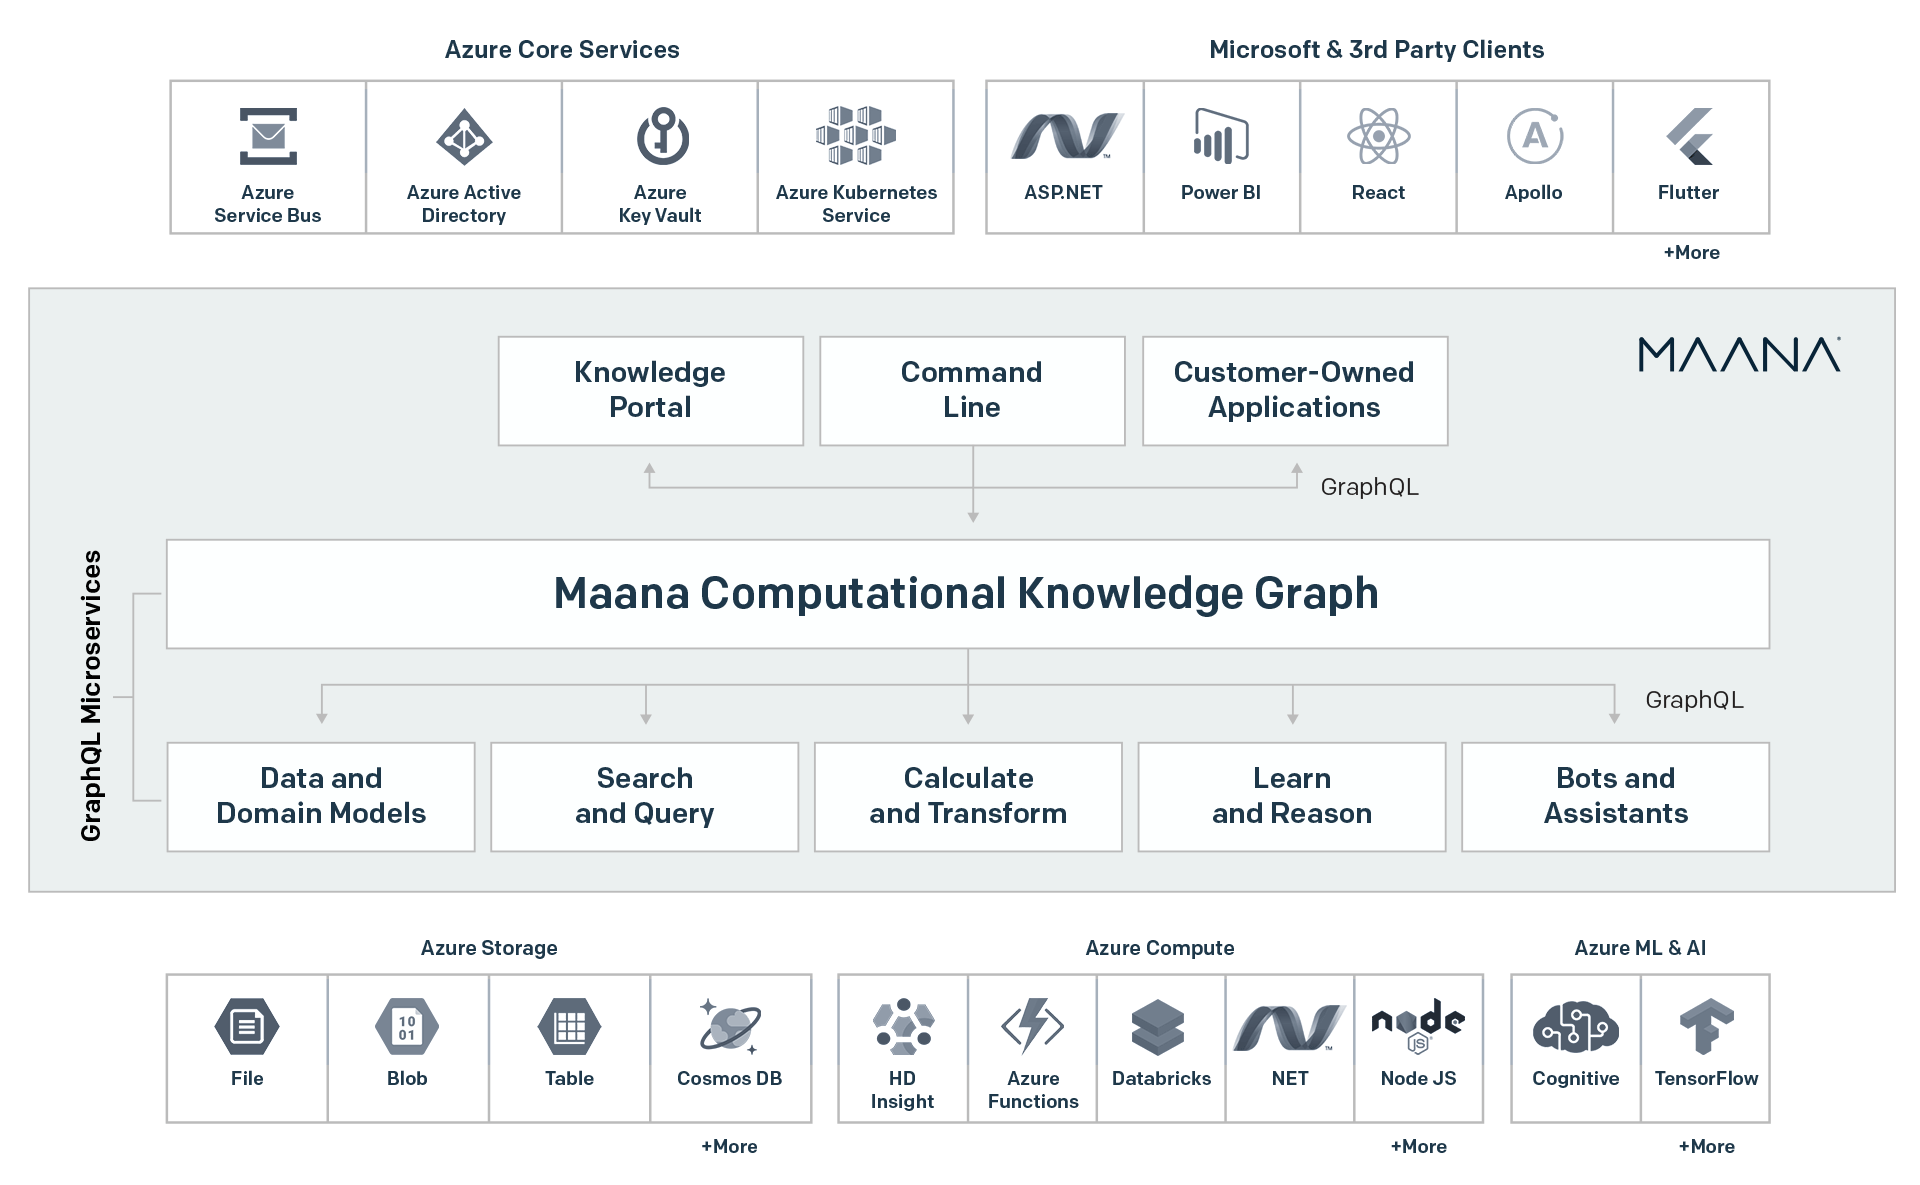 Azure Core Services
Azure
Service Bus
Azure Active
Directory
Azure
Key Vault
Azure Kubernetes
Service
Microsoft & 3rd Party Clients
™
ASP.NET
Power BI
React
A
Apollo
Flutter
+More
MAANA
Knowledge
Portal
Command
Line
Customer-Owned
Applications
GraphQL
GraphQL Microservices
Maana Computational Knowledge Graph
GraphQL
Data and
Domain Models
Search
and Query
Calculate
and Transform
Learn
and Reason
Bots and
Assistants
Azure Storage
File
10
01
Blob
Table
Cosmos DB
+More
Azure Compute
HD
Insight
Azure
Functions
Databricks
™
NET
node
JS
Node JS
+More
Azure ML & AI
Cognitive
TensorFlow
+More